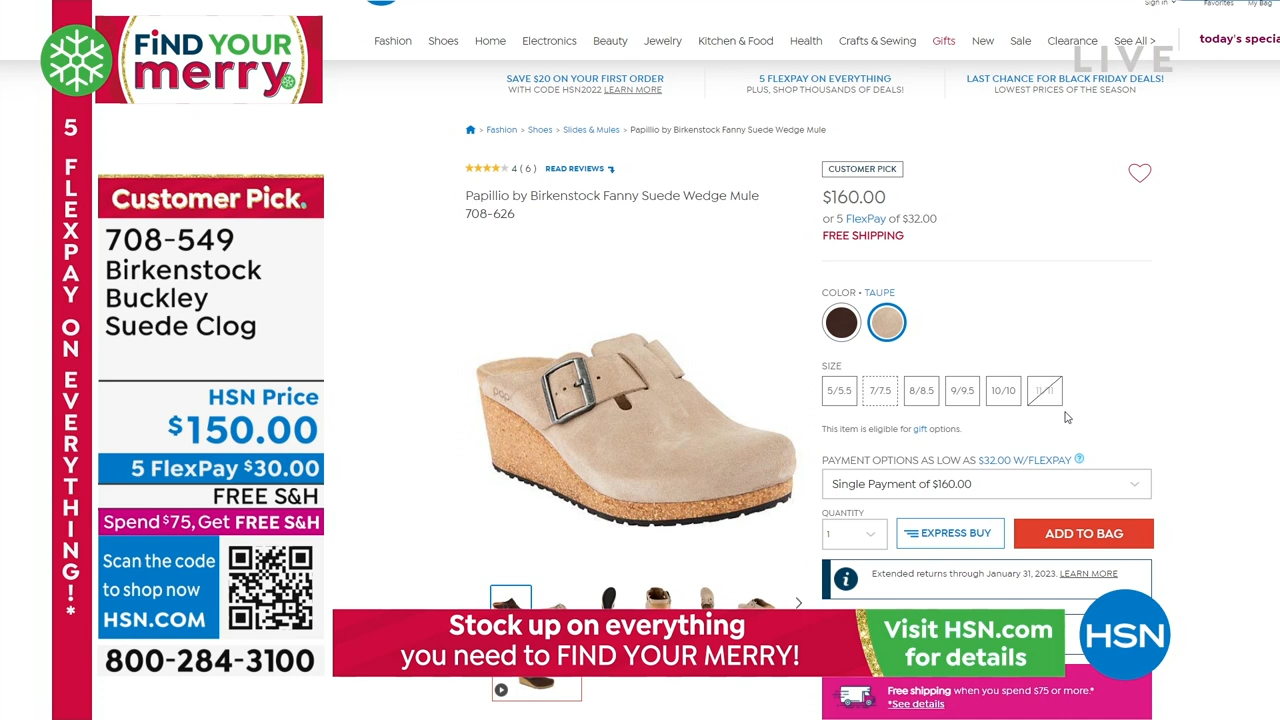 Sign in
Favorites
My Bag
Fashion
Shoes
Home
Electronics
Beauty
Jewelry
Kitchen & Food
Health
Crafts & Sewing
Gifts
New
Sale
Clearance
See All >
today's specia
LIVE
FiND YOUR
merry
5 FLEXPAY ON EVERYTHING!*
SAVE $20 ON YOUR FIRST ORDER
WITH CODE HSN2022 LEARN MORE
5 FLEXPAY ON EVERYTHING
PLUS, SHOP THOUSANDS OF DEALS!
LAST CHANCE FOR BLACK FRIDAY DEALS!
LOWEST PRICES OF THE SEASON
> Fashion > Shoes > Slides & Mules > Papillio by Birkenstock Fanny Suede Wedge Mule
4 ( 6 ) READ REVIEWS
Papillio by Birkenstock Fanny Suede Wedge Mule
708-626
CUSTOMER PICK
$160.00
or 5 FlexPay of $32.00
FREE SHIPPING
COLOR • TAUPE
SIZE
5/5.5
7/7.5
8/8.5
9/9.5
10/10
11/11
This item is eligible for gift options.
PAYMENT OPTIONS AS LOW AS $32.00 W/FLEXPAY ?
Single Payment of $160.00
QUANTITY
1
EXPRESS BUY
ADD TO BAG
i
Extended returns through January 31, 2023. LEARN MORE
Free shipping when you spend $75 or more.*
*See details
Customer Pick.
708-549
Birkenstock
Buckley
Suede Clog
HSN Price
$150.00
5 FlexPay $30.00
FREE S&H
Spend $75, Get FREE S&H
Scan the code
to shop now
HSN.COM
800-284-3100
pap
Stock up on everything
you need to FIND YOUR MERRY!
Visit HSN.com
for details
HSN